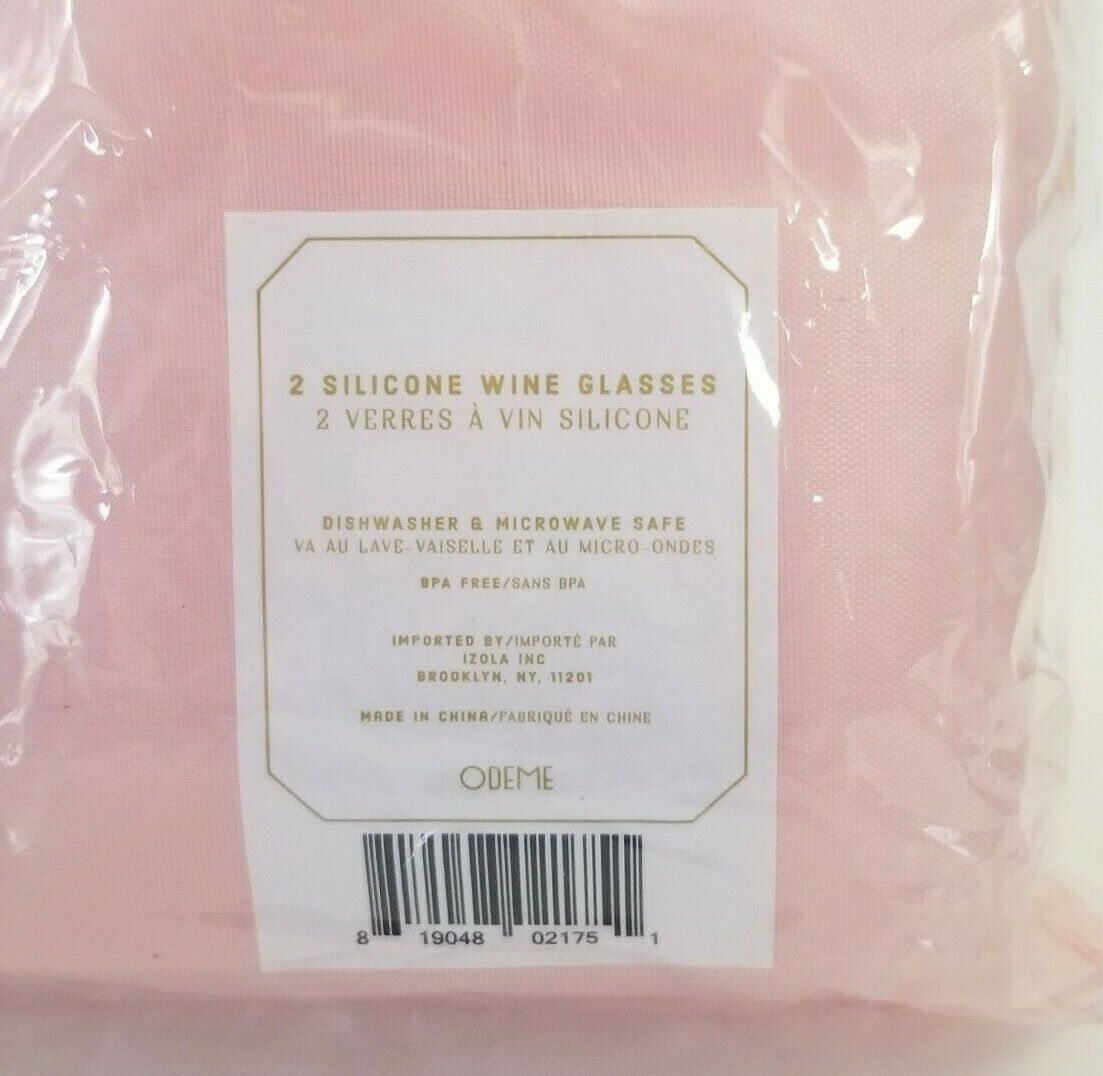 2 SILICONE WINE GLASSES
2 VERRES À VIN SILICONE
DISHWASHER & MICROWAVE SAFE
VA AU LAVE-VAISELLE ET AU MICRO-ONDES
BPA FREE/SANS BPA
IMPORTED BY/IMPORTÉ PAR
IZOLA INC
BROOKLYN, NY, 11201
MADE IN CHINA/FABRIQUÉ EN CHINE
ODEME
8 19048 02175 1